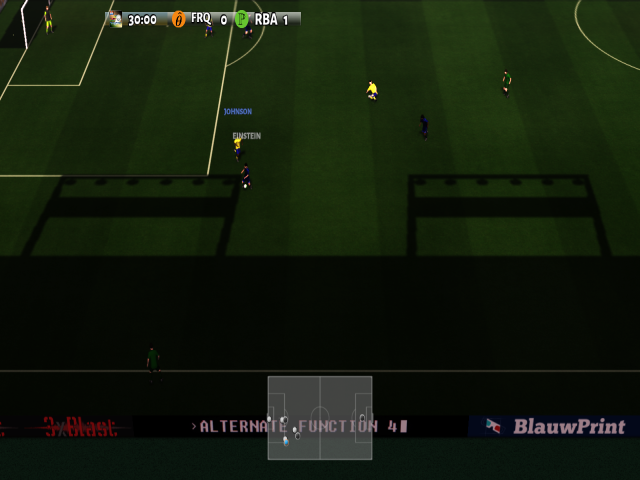 30:00 FRQ 0 RBA 1
JOHNSON
EINSTEIN
3xBlast.
>ALTERNATE FUNCTION 4
BlauwPrint